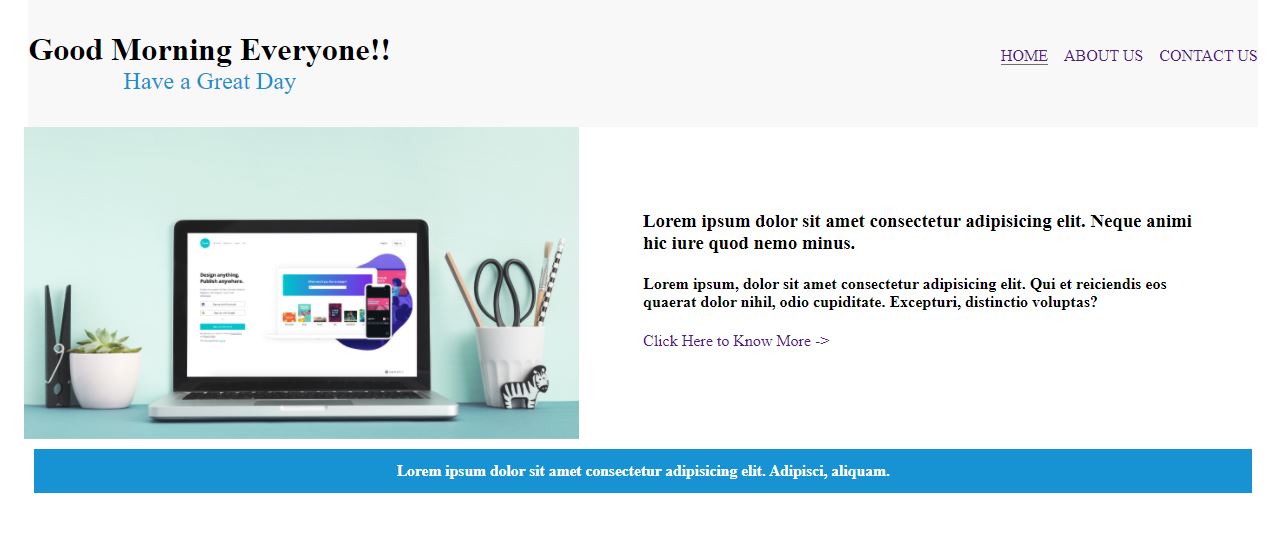 Good Morning Everyone!!
Have a Great Day
HOME ABOUT US CONTACT US
Design anything.
Publish anywhere.
Lorem ipsum dolor sit amet consectetur adipisicing elit. Neque animi
hic iure quod nemo minus.
Lorem ipsum, dolor sit amet consectetur adipisicing elit. Qui et reiciendis eos
quaerat dolor nihil, odio cupiditate. Excepturi, distinctio voluptas?
Click Here to Know More ->
Lorem ipsum dolor sit amet consectetur adipisicing elit. Adipisci, aliquam.